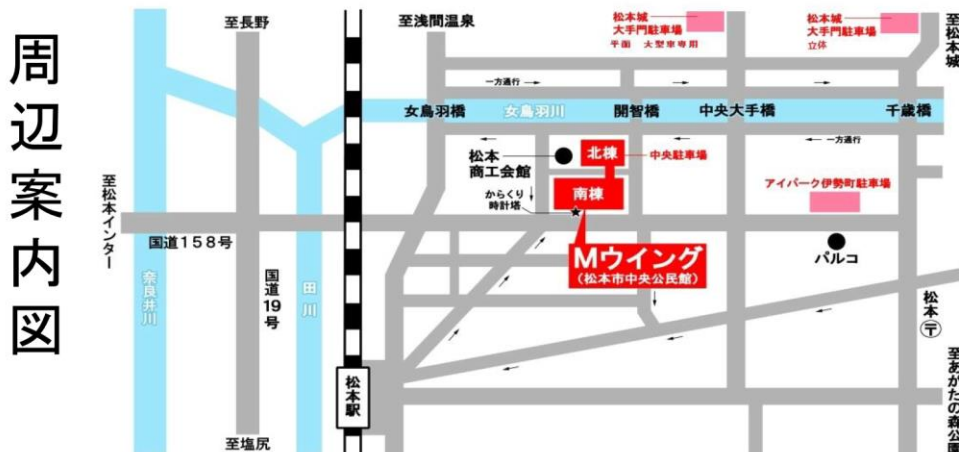 周辺案内図
至長野
至浅間温泉
松本城
大手門駐車場
平面 大型車専用
松本城
大手門駐車場
立体
至松本城
一方通行
女鳥羽橋
女鳥羽川
開智橋
中央大手橋
千歳橋
一方通行
松本
商工会館
北棟
中央駐車場
からくり
時計塔
南棟
アイパーク伊勢町駐車場
至松本インター
国道158号
Mウイング
(松本市中央公民館)
パルコ
奈良井川
国道19号
田川
松本〒
松本駅
至あがたの森公園
至塩尻